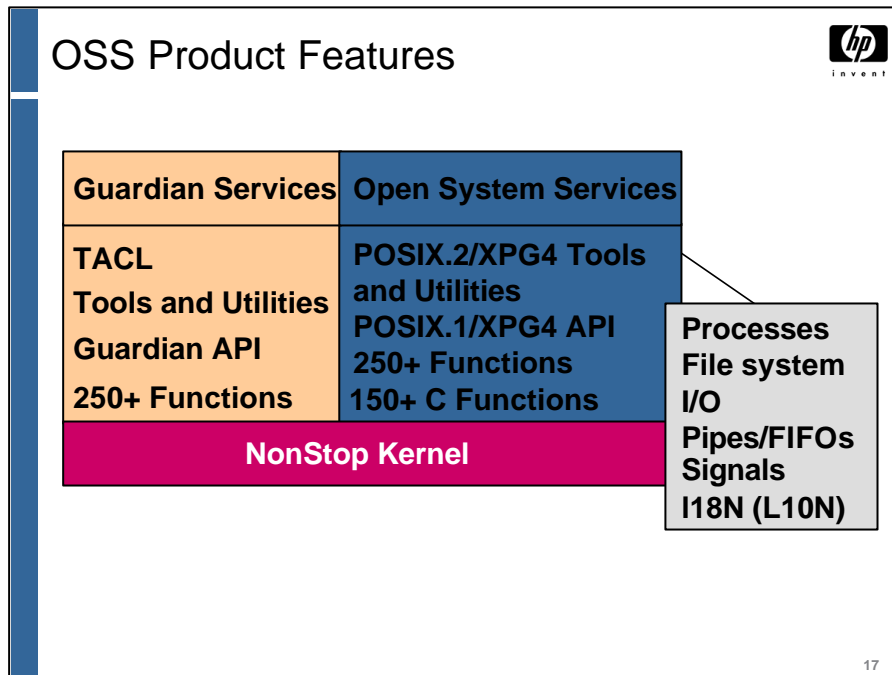 OSS Product Features
hp
invent
Guardian Services
TACL
Tools and Utilities
Guardian API
250+ Functions
Open System Services
POSIX.2/XPG4 Tools
and Utilities
POSIX.1/XPG4 API
250+ Functions
150+ C Functions
NonStop Kernel
Processes
File system
I/O
Pipes/FIFOs
Signals
I18N (L10N)
17